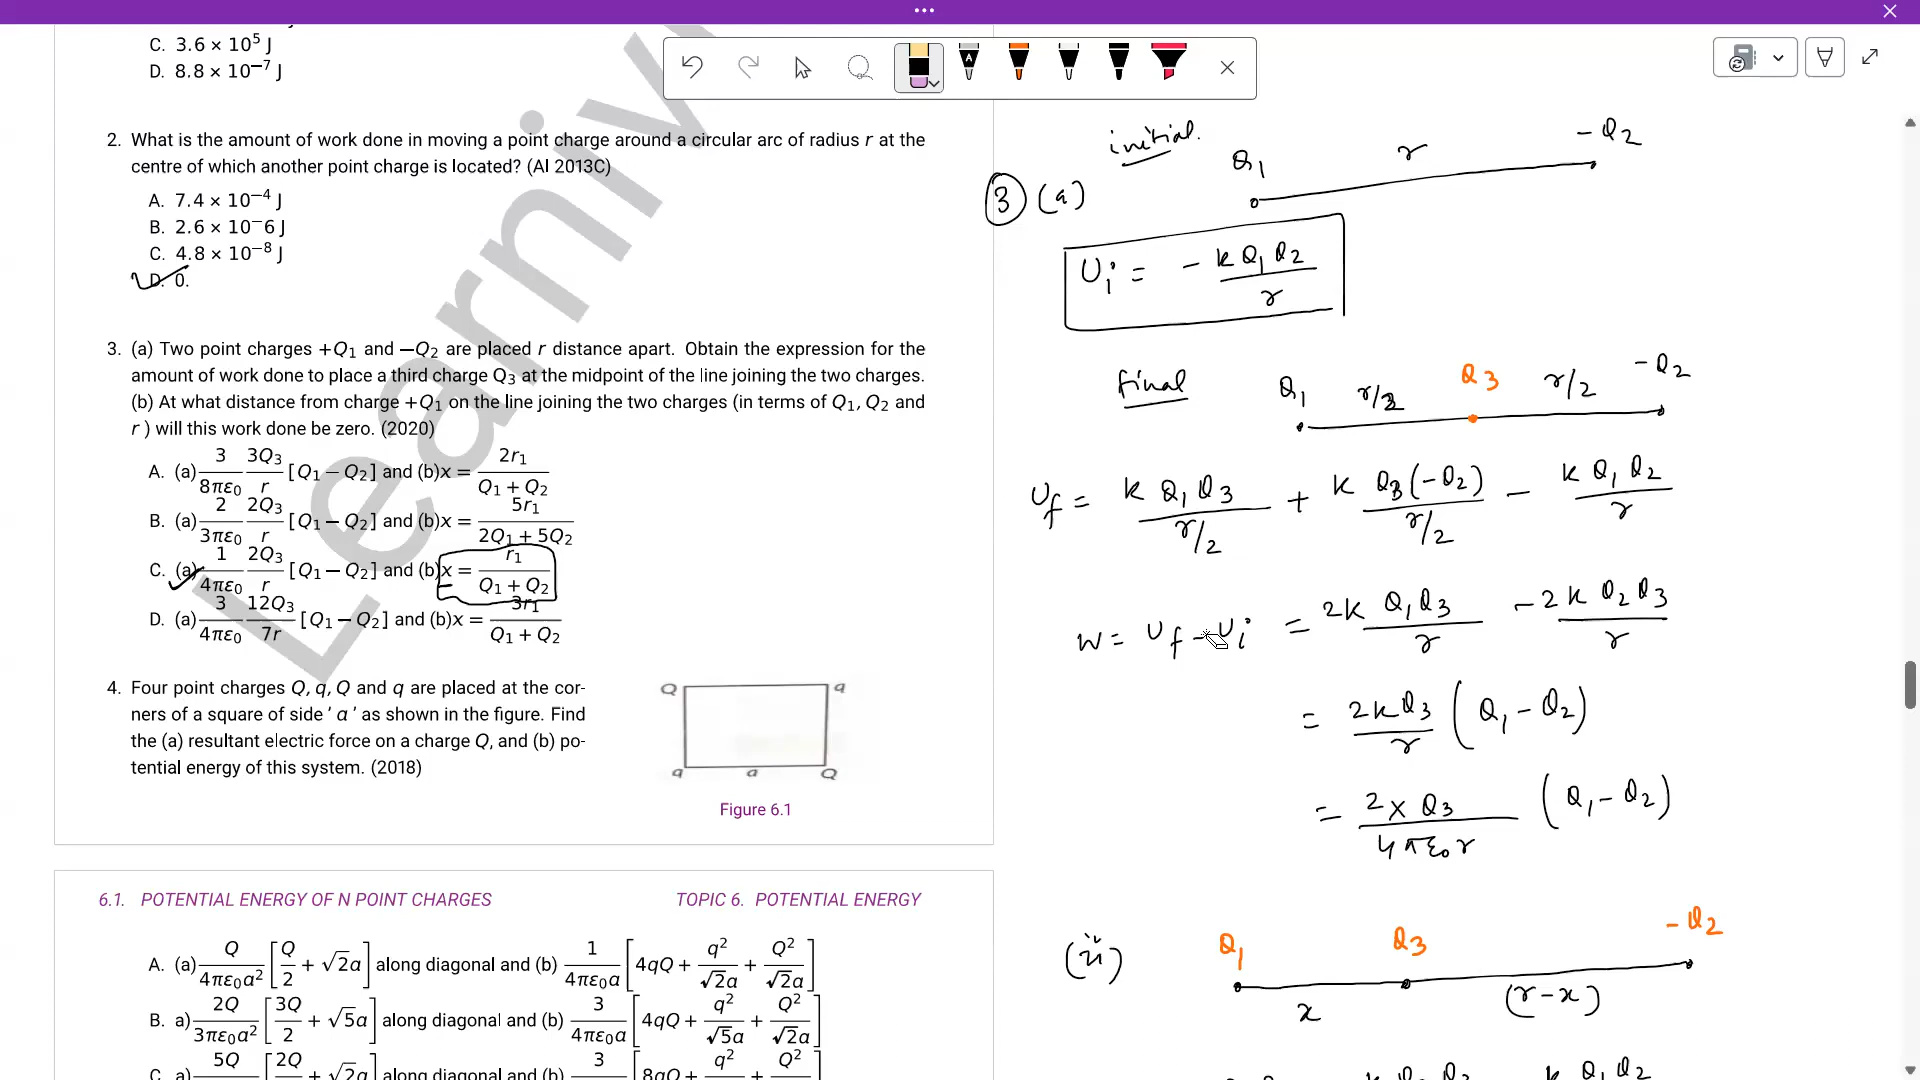 C. 3.6 × 10⁵ J
D. 8.8 × 10⁻⁷ J
2. What is the amount of work done in moving a point charge around a circular arc of radius r at the
centre of which another point charge is located? (AI 2013C)
A. 7.4 × 10⁻⁴ J
B. 2.6 × 10⁻6 J
C. 4.8 × 10⁻⁸ J
D. 0.
3. (a) Two point charges +Q₁ and −Q₂ are placed r distance apart. Obtain the expression for the
amount of work done to place a third charge Q₃ at the midpoint of the line joining the two charges.
(b) At what distance from charge +Q₁ on the line joining the two charges (in terms of Q₁, Q₂ and
r ) will this work done be zero. (2020)
A. (a) 3/8πε₀ 3Q₃/r [Q₁ − Q₂] and (b)x = 2r₁/Q₁ + Q₂
B. (a) 2/3πε₀ 2Q₃/r [Q₁ − Q₂] and (b)x = 5r₁/2Q₁ + 5Q₂
C. (a) 1/4πε₀ 2Q₃/r [Q₁ − Q₂] and (b)x = r₁/Q₁ + Q₂
D. (a) 3/4πε₀ 12Q₃/7r [Q₁ − Q₂] and (b)x = 3r₁/Q₁ + Q₂
4. Four point charges Q, q, Q and q are placed at the cor-
ners of a square of side ' a ' as shown in the figure. Find
the (a) resultant electric force on a charge Q, and (b) po-
tential energy of this system. (2018)
Q q
q a Q
Figure 6.1
6.1. POTENTIAL ENERGY OF N POINT CHARGES TOPIC 6. POTENTIAL ENERGY
A. (a) Q/4πε₀a² [Q/2 + √2a] along diagonal and (b) 1/4πε₀a [4qQ + q²/√2a + Q²/√2a]
B. a) 2Q/3πε₀a² [3Q/2 + √5a] along diagonal and (b) 3/4πε₀a [4qQ + q²/√5a + Q²/√2a]
C. a) 5Q [2Q + √2a] along diagonal and (b) 3 [8qQ + q² + Q²]
Learniv
initial.
Q₁ r −Q₂
③ (a)
Uᵢ = − kQ₁Q₂/r
final
Q₁ r/2 Q₃ r/2 −Q₂
U_f = kQ₁Q₃/r/2 + kQ₃(−Q₂)/r/2 − kQ₁Q₂/r
W = U_f − Uᵢ = 2kQ₁Q₃/r − 2kQ₂Q₃/r
= 2kQ₃/r (Q₁ − Q₂)
= 2 × Q₃/4πε₀r (Q₁ − Q₂)
(ii)
Q₁ Q₃ −Q₂
x (r − x)